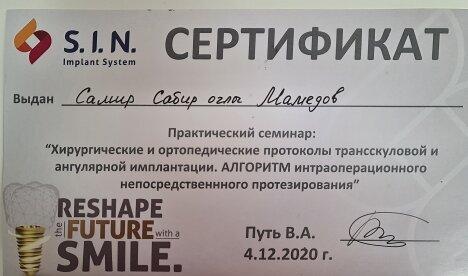 S.I.N.
Implant System
СЕРТИФИКАТ
Выдан Самир Сабир оглы Мамедов
Практический семинар:
“Хирургические и ортопедические протоколы трансскуловой и
ангулярной имплантации. АЛГОРИТМ интраоперационного
непосредственнного протезирования”
RESHAPE
the FUTURE with a
SMILE.
Путь В.А.
4.12.2020 г.